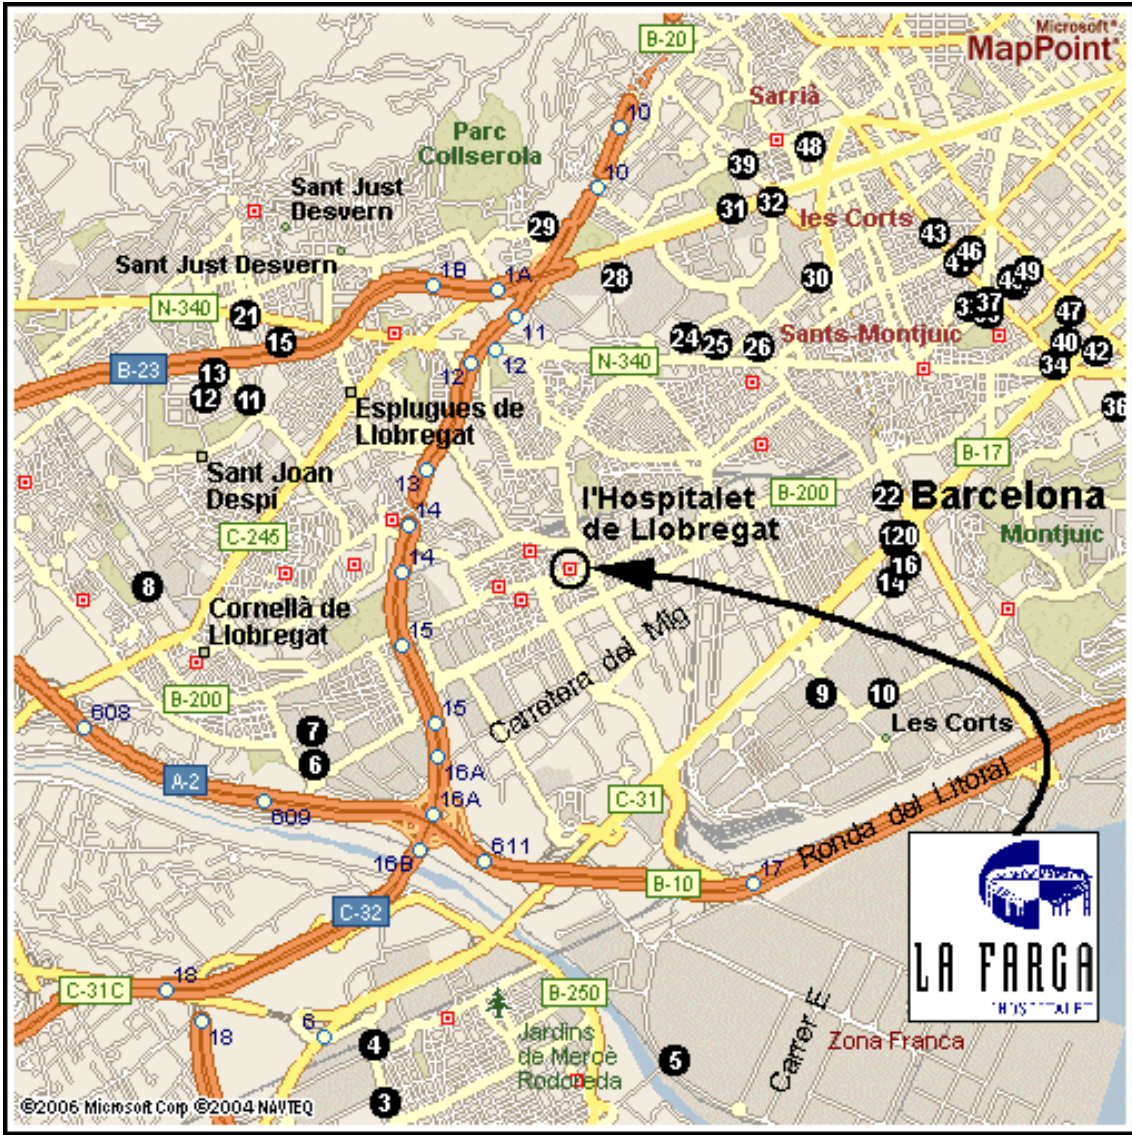 B-20
Microsoft®
MapPoint®
Sarrià
10
Parc
Collserola
48
39
10
Sant Just
Desvern
31
32
les Corts
29
43
46
Sant Just Desvern
1B
1A
28
30
49
N-340
21
37
47
11
15
24
25
26
Sants-Montjuïc
40
42
B-23
13
12
12
N-340
34
12
11
36
Esplugues de
Llobregat
B-17
Sant Joan
Despí
13
l'Hospitalet
de Llobregat
B-200
22
Barcelona
14
C-245
120
Montjuïc
14
16
14
8
Cornellà de
Llobregat
15
Carretera del Mig
B-200
9
10
608
15
7
Les Corts
6
16A
A-2
16A
C-31
609
Ronda del Litoral
16B
611
B-10
17
C-32
LA FARGA
L'HOSPITALET
C-31C
18
B-250
18
6
Carrer E
4
Jardins
de Mercè
Rodoreda
5
Zona Franca
3
©2006 Microsoft Corp ©2004 NAVTEQ